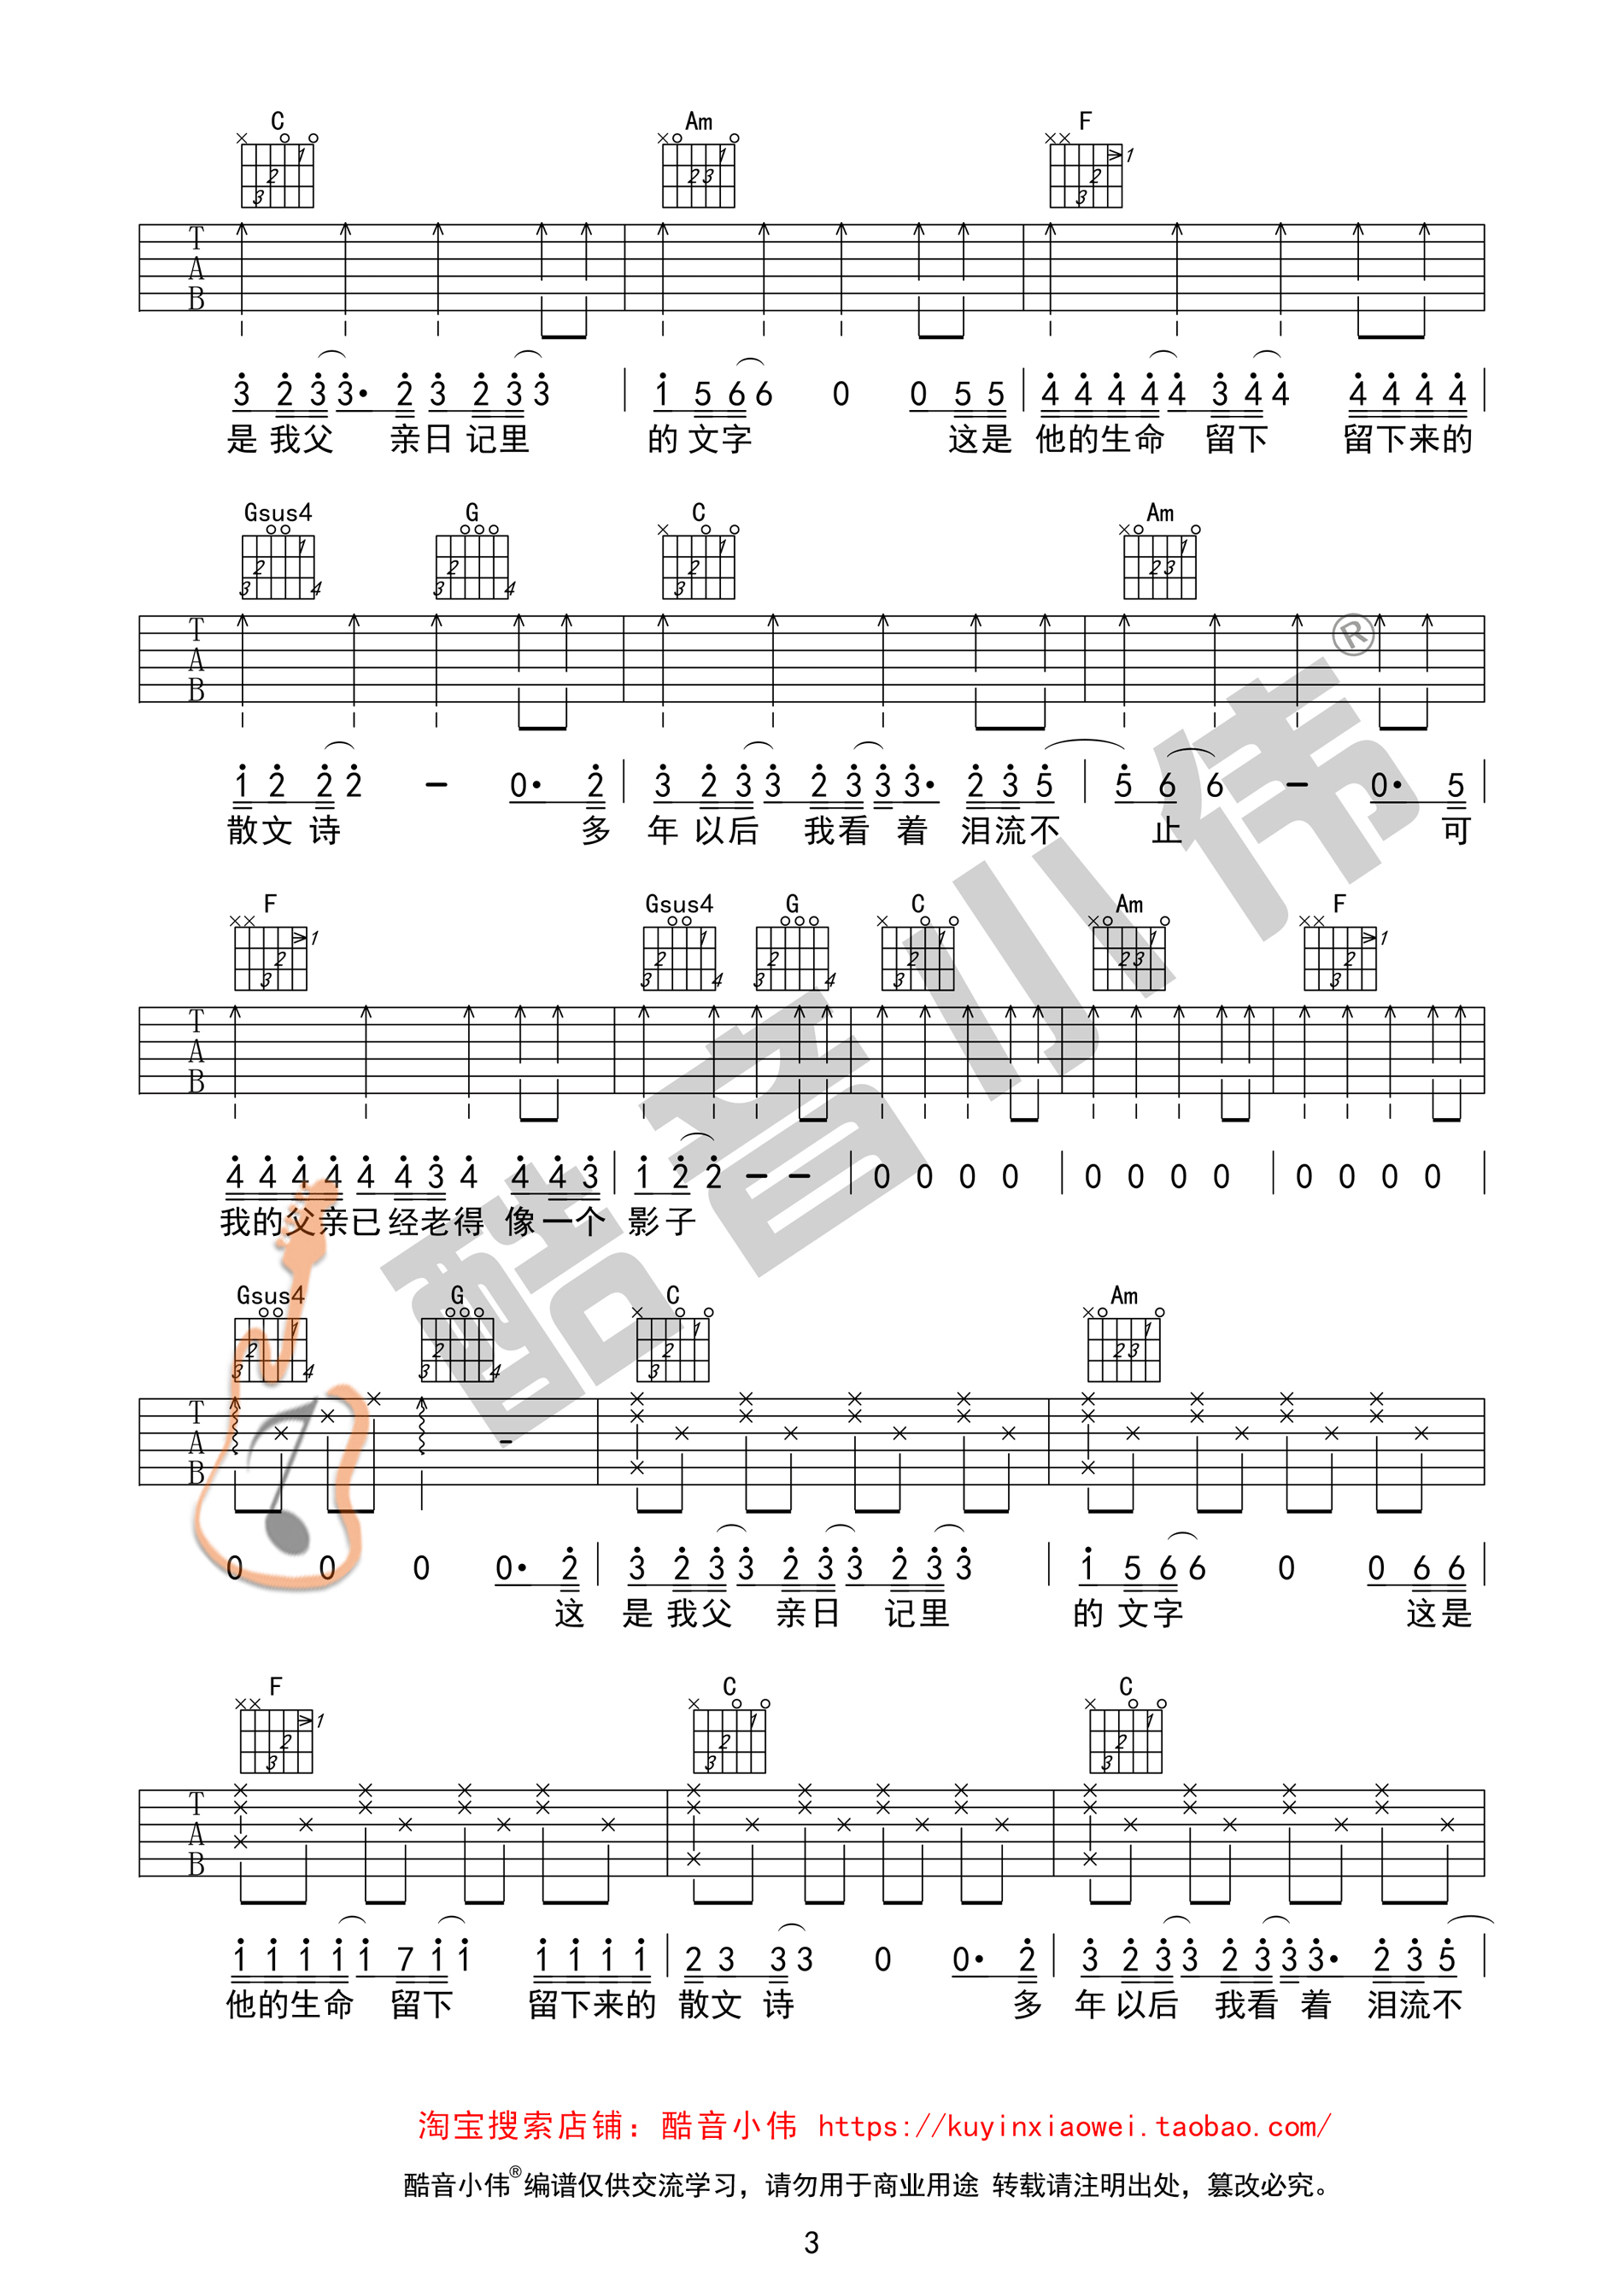 C Am F
T A B
3 2 3 3· 2 3 2 3 3 | 1 5 6 6 0 0 5 5 | 4 4 4 4 4 3 4 4 4 4 4 4 |
是我父 亲日记里 的文字 这是他的生命 留下 留下来的
Gsus4 G C Am
T A B
1 2 2 2 - 0· 2 | 3 2 3 3 2 3 3 3· 2 3 5 | 5 6 6 - 0· 5 |
散文诗 多 年以后 我看 着 泪流不 止 可
F Gsus4 G C Am F
T A B
4 4 4 4 4 4 3 4 4 4 3 | 1 2 2 - - | 0 0 0 0 | 0 0 0 0 | 0 0 0 0 |
我的父亲已经老得 像一个 影子
Gsus4 G C Am
T A B
0 0 0 0· 2 | 3 2 3 3 2 3 3 2 3 3 | 1 5 6 6 0 0 6 6 |
这 是我父 亲日 记里 的文字 这是
F C C
T A B
1 1 1 1 1 7 1 1 1 1 1 1 | 2 3 3 3 0 0· 2 | 3 2 3 3 2 3 3 3· 2 3 5 |
他的生命 留下 留下来的 散文诗 多 年以后 我看 着 泪流不
酷音小伟®
淘宝搜索店铺：酷音小伟 https://kuyinxiaowei.taobao.com/
酷音小伟®编谱仅供交流学习，请勿用于商业用途 转载请注明出处，篡改必究。
3